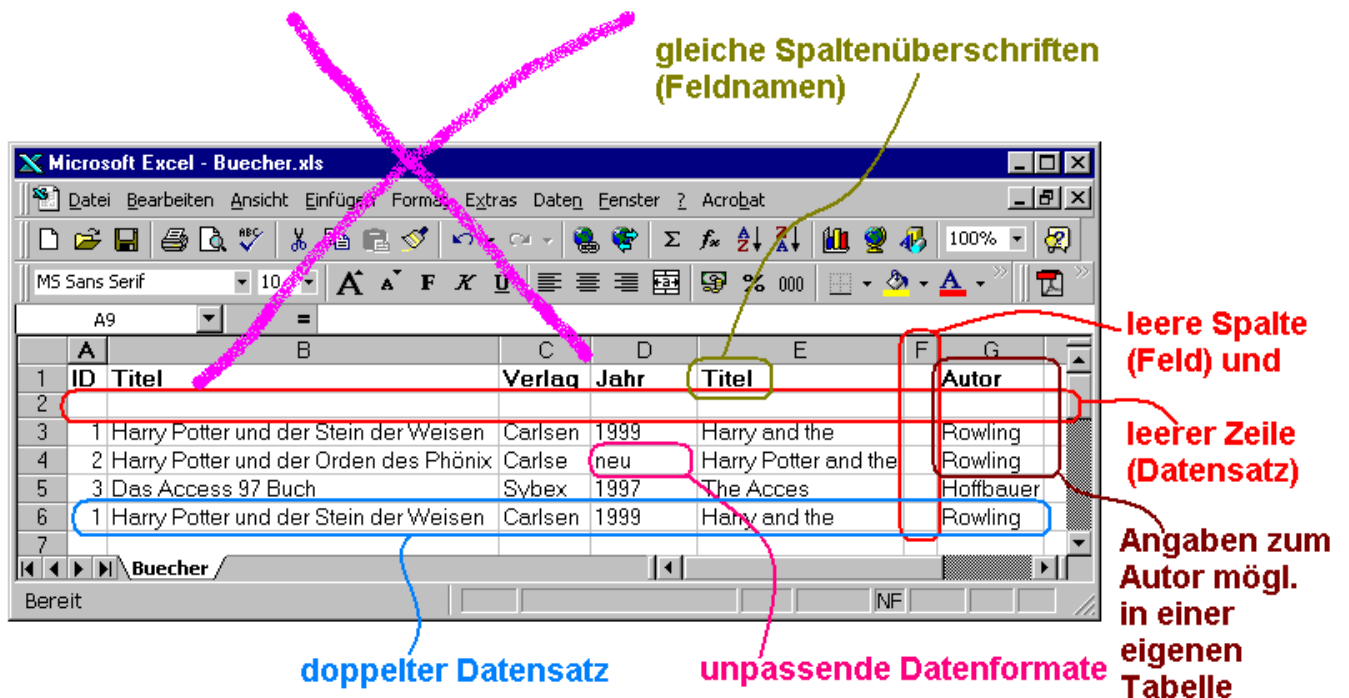 gleiche Spaltenüberschriften
(Feldnamen)
Microsoft Excel - Buecher.xls
Datei Bearbeiten Ansicht Einfügen Format Extras Daten Fenster ? Acrobat
ABC Σ fx A Z Z A 100%
MS Sans Serif 10 A A F K U a % 000 A »
A9 =
A B C D E F G
1 ID Titel Verlag Jahr Titel Autor
2
3 1 Harry Potter und der Stein der Weisen Carlsen 1999 Harry and the Rowling
4 2 Harry Potter und der Orden des Phönix Carlse neu Harry Potter and the Rowling
5 3 Das Access 97 Buch Sybex 1997 The Acces Hoffbauer
6 1 Harry Potter und der Stein der Weisen Carlsen 1999 Harry and the Rowling
7
Buecher
Bereit NF
leere Spalte
(Feld) und
leerer Zeile
(Datensatz)
Angaben zum
Autor mögl.
in einer
eigenen
Tabelle
doppelter Datensatz
unpassende Datenformate